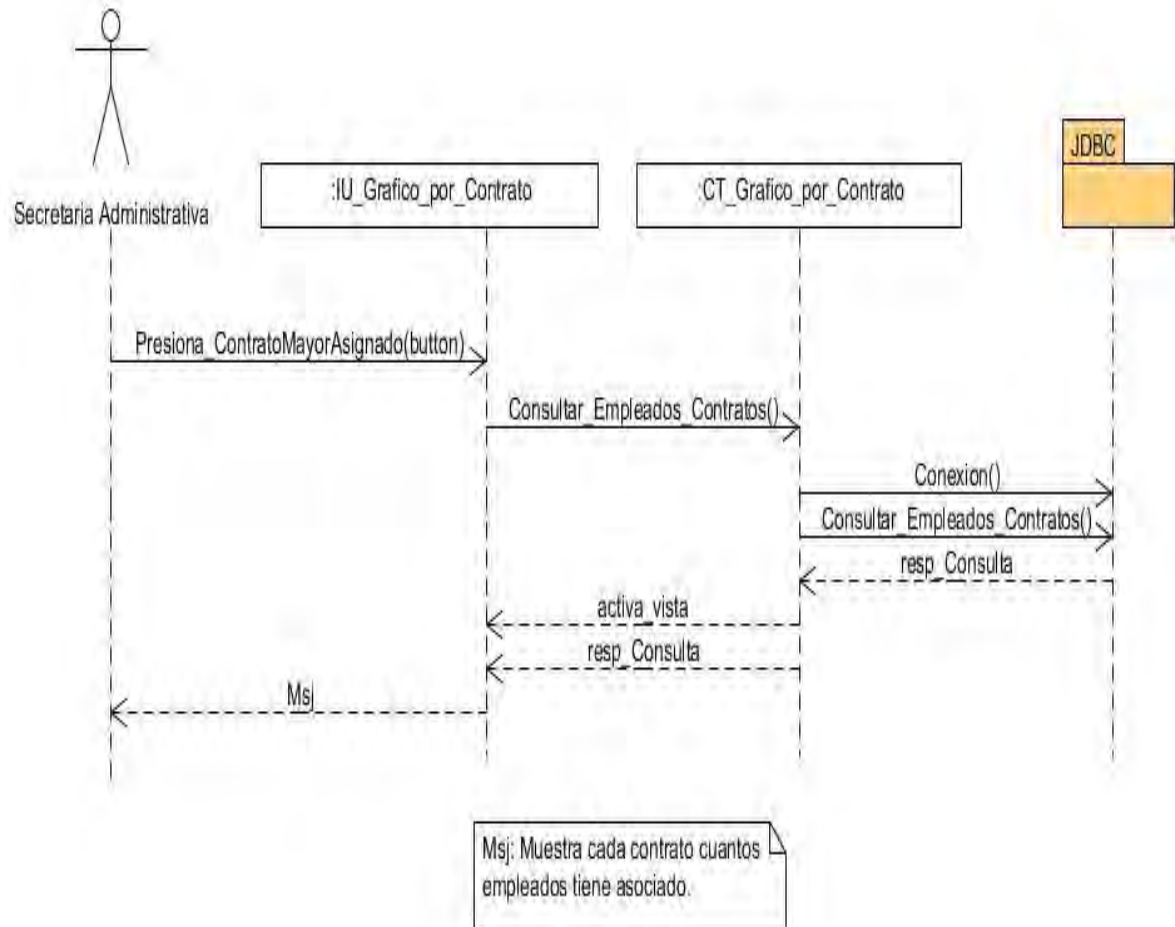 JDBC
:IU_Grafico_por_Contrato
:CT_Grafico_por_Contrato
Secretaria Administrativa
Presiona_ContratoMayorAsignado(button)
Consultar_Empleados_Contratos()
Conexion()
Consultar_Empleados_Contratos()
resp_Consulta
activa_vista
resp_Consulta
Msj
Msj: Muestra cada contrato cuantos
empleados tiene asociado.